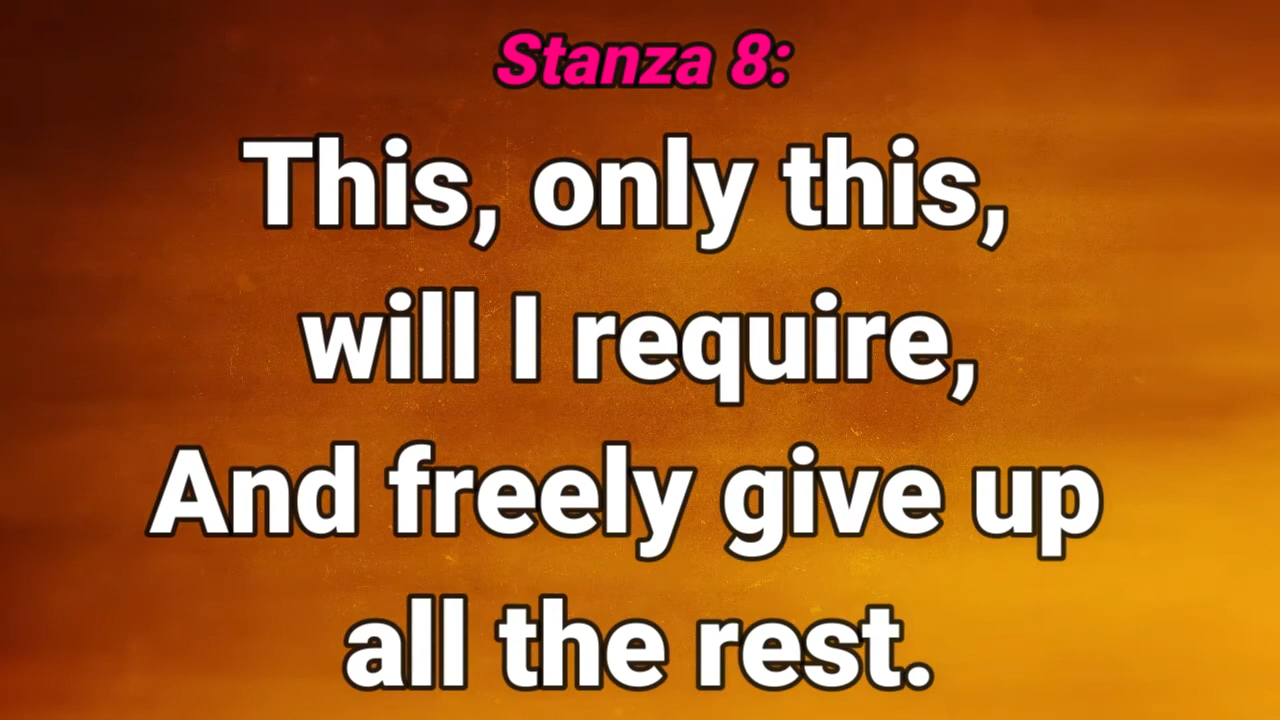 Stanza 8:
This, only this,
will I require,
And freely give up
all the rest.